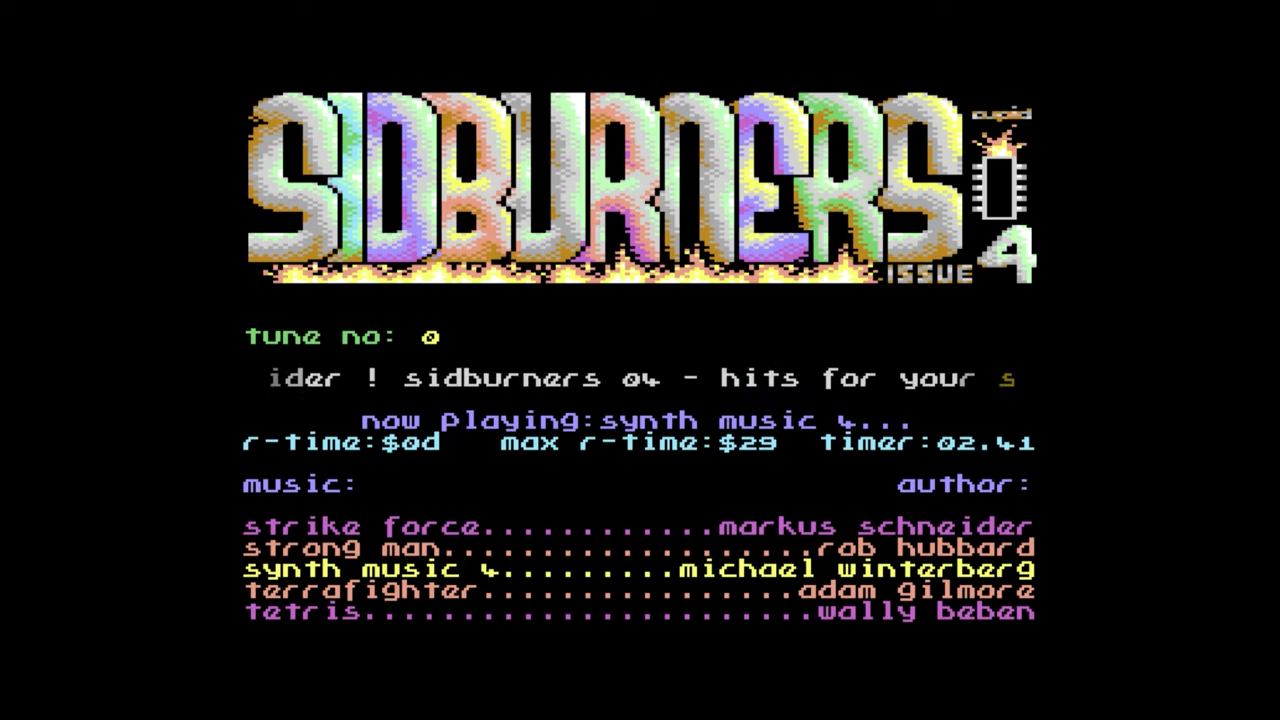 SIDBURNERS
cupid
ISSUE 4
tune no: 0
ider ! sidburners 04 - hits for your s
now playing:synth music 4...
r-time:$0d max r-time:$29 timer:02.41
music: author:
strike force............markus schneider
strong man...................rob hubbard
synth music 4.........michael winterberg
terrafighter................adam gilmore
tetris.......................wally beben